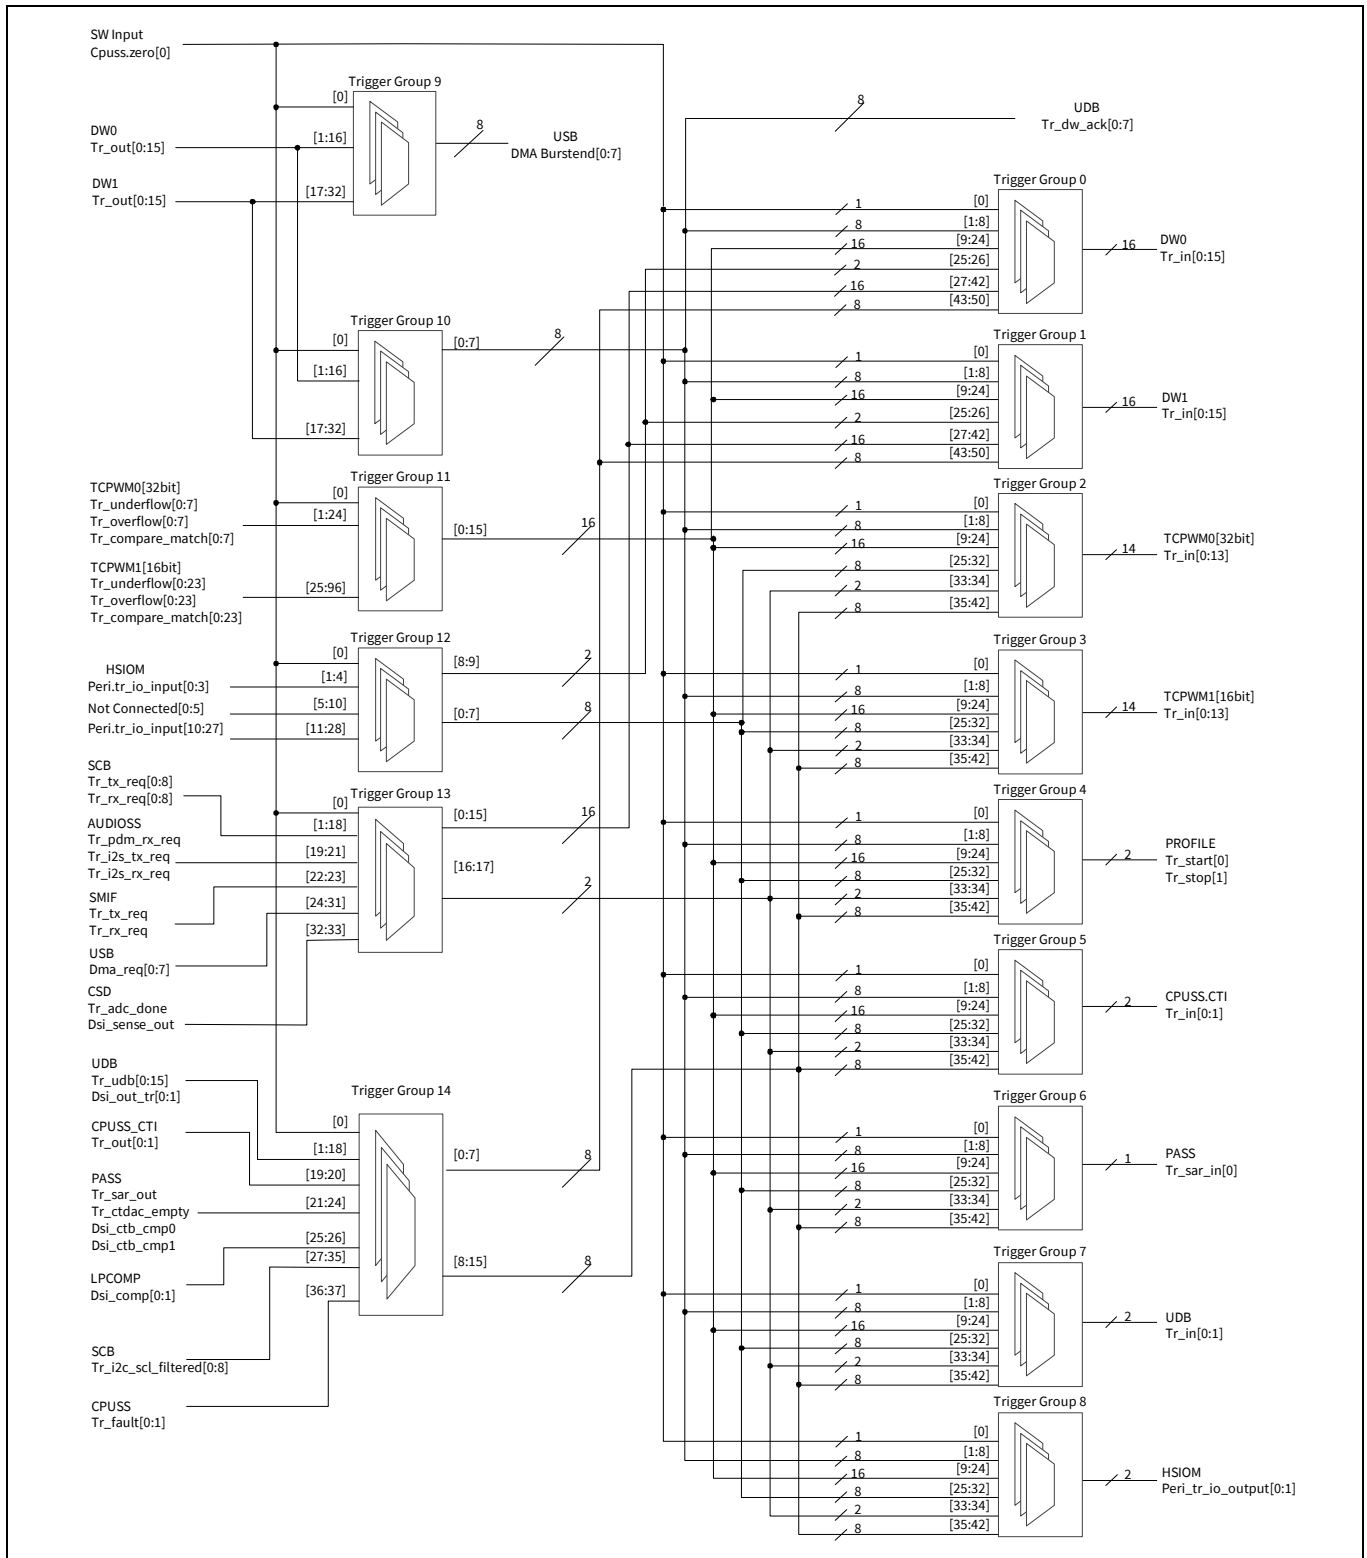 SW Input
Cpuss.zero[0]
Trigger Group 9
[0]
DW0
Tr_out[0:15]
[1:16]
DW1
Tr_out[0:15]
[17:32]
8
USB
DMA Burstend[0:7]
8
UDB
Tr_dw_ack[0:7]
Trigger Group 10
[0]
[1:16]
[17:32]
[0:7]
8
TCPWM0[32bit]
Tr_underflow[0:7]
Tr_overflow[0:7]
Tr_compare_match[0:7]
TCPWM1[16bit]
Tr_underflow[0:23]
Tr_overflow[0:23]
Tr_compare_match[0:23]
Trigger Group 11
[0]
[1:24]
[25:96]
[0:15]
16
HSIOM
Peri.tr_io_input[0:3]
Not Connected[0:5]
Peri.tr_io_input[10:27]
Trigger Group 12
[0]
[1:4]
[5:10]
[11:28]
[8:9]
2
[0:7]
8
SCB
Tr_tx_req[0:8]
Tr_rx_req[0:8]
AUDIOSS
Tr_pdm_rx_req
Tr_i2s_tx_req
Tr_i2s_rx_req
SMIF
Tr_tx_req
Tr_rx_req
USB
Dma_req[0:7]
CSD
Tr_adc_done
Dsi_sense_out
Trigger Group 13
[0]
[1:18]
[19:21]
[22:23]
[24:31]
[32:33]
[0:15]
16
[16:17]
2
UDB
Tr_udb[0:15]
Dsi_out_tr[0:1]
CPUSS_CTI
Tr_out[0:1]
PASS
Tr_sar_out
Tr_ctdac_empty
Dsi_ctb_cmp0
Dsi_ctb_cmp1
LPCOMP
Dsi_comp[0:1]
SCB
Tr_i2c_scl_filtered[0:8]
CPUSS
Tr_fault[0:1]
Trigger Group 14
[0]
[1:18]
[19:20]
[21:24]
[25:26]
[27:35]
[36:37]
[0:7]
8
[8:15]
8
Trigger Group 0
1 [0]
8 [1:8]
16 [9:24]
2 [25:26]
16 [27:42]
8 [43:50]
16
DW0
Tr_in[0:15]
Trigger Group 1
1 [0]
8 [1:8]
16 [9:24]
2 [25:26]
16 [27:42]
8 [43:50]
16
DW1
Tr_in[0:15]
Trigger Group 2
1 [0]
8 [1:8]
16 [9:24]
8 [25:32]
2 [33:34]
8 [35:42]
14
TCPWM0[32bit]
Tr_in[0:13]
Trigger Group 3
1 [0]
8 [1:8]
16 [9:24]
8 [25:32]
2 [33:34]
8 [35:42]
14
TCPWM1[16bit]
Tr_in[0:13]
Trigger Group 4
1 [0]
8 [1:8]
16 [9:24]
8 [25:32]
2 [33:34]
8 [35:42]
2
PROFILE
Tr_start[0]
Tr_stop[1]
Trigger Group 5
1 [0]
8 [1:8]
16 [9:24]
8 [25:32]
2 [33:34]
8 [35:42]
2
CPUSS.CTI
Tr_in[0:1]
Trigger Group 6
1 [0]
8 [1:8]
16 [9:24]
8 [25:32]
2 [33:34]
8 [35:42]
1
PASS
Tr_sar_in[0]
Trigger Group 7
1 [0]
8 [1:8]
16 [9:24]
8 [25:32]
2 [33:34]
8 [35:42]
2
UDB
Tr_in[0:1]
Trigger Group 8
1 [0]
8 [1:8]
16 [9:24]
8 [25:32]
2 [33:34]
8 [35:42]
2
HSIOM
Peri_tr_io_output[0:1]